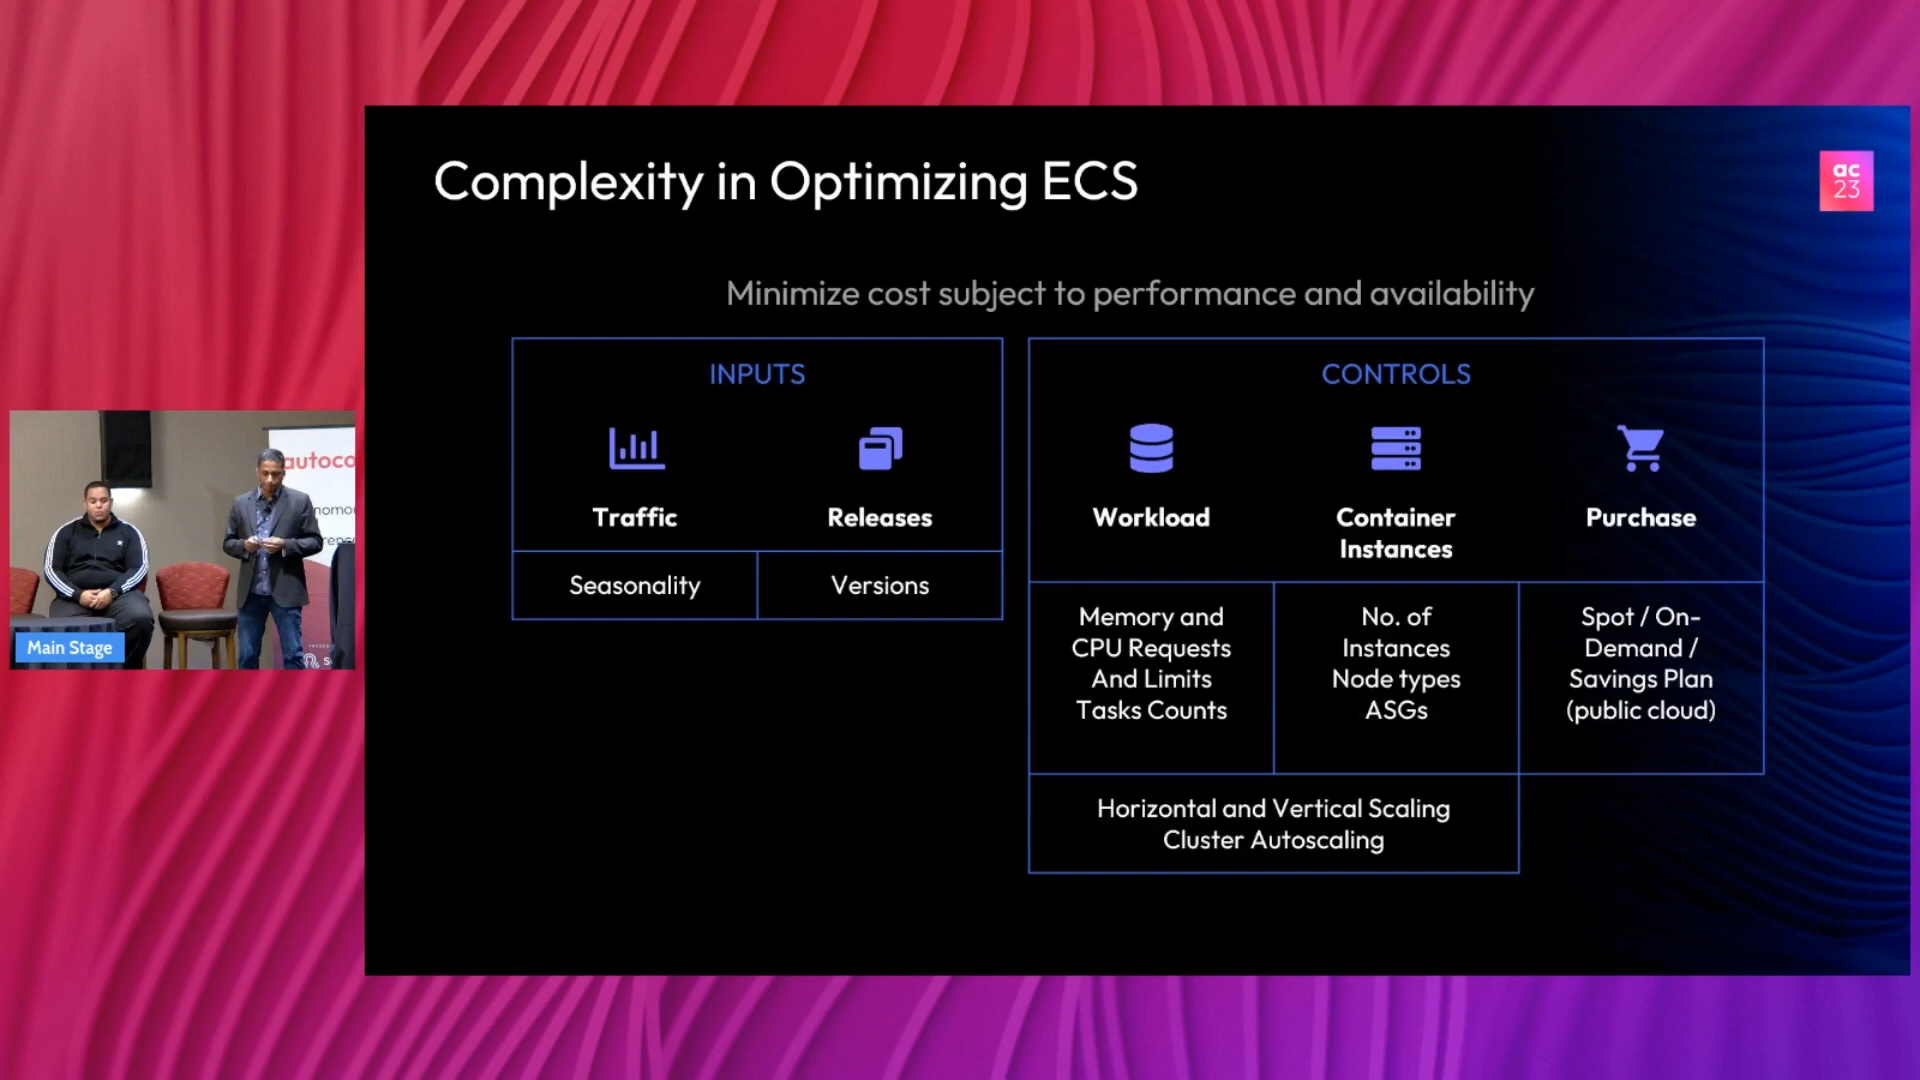 Complexity in Optimizing ECS
ac
23
Minimize cost subject to performance and availability
INPUTS
Traffic
Releases
Seasonality
Versions
CONTROLS
Workload
Container
Instances
Purchase
Memory and
CPU Requests
And Limits
Tasks Counts
No. of
Instances
Node types
ASGs
Spot / On-
Demand /
Savings Plan
(public cloud)
Horizontal and Vertical Scaling
Cluster Autoscaling
autoco
nomou
Main Stage